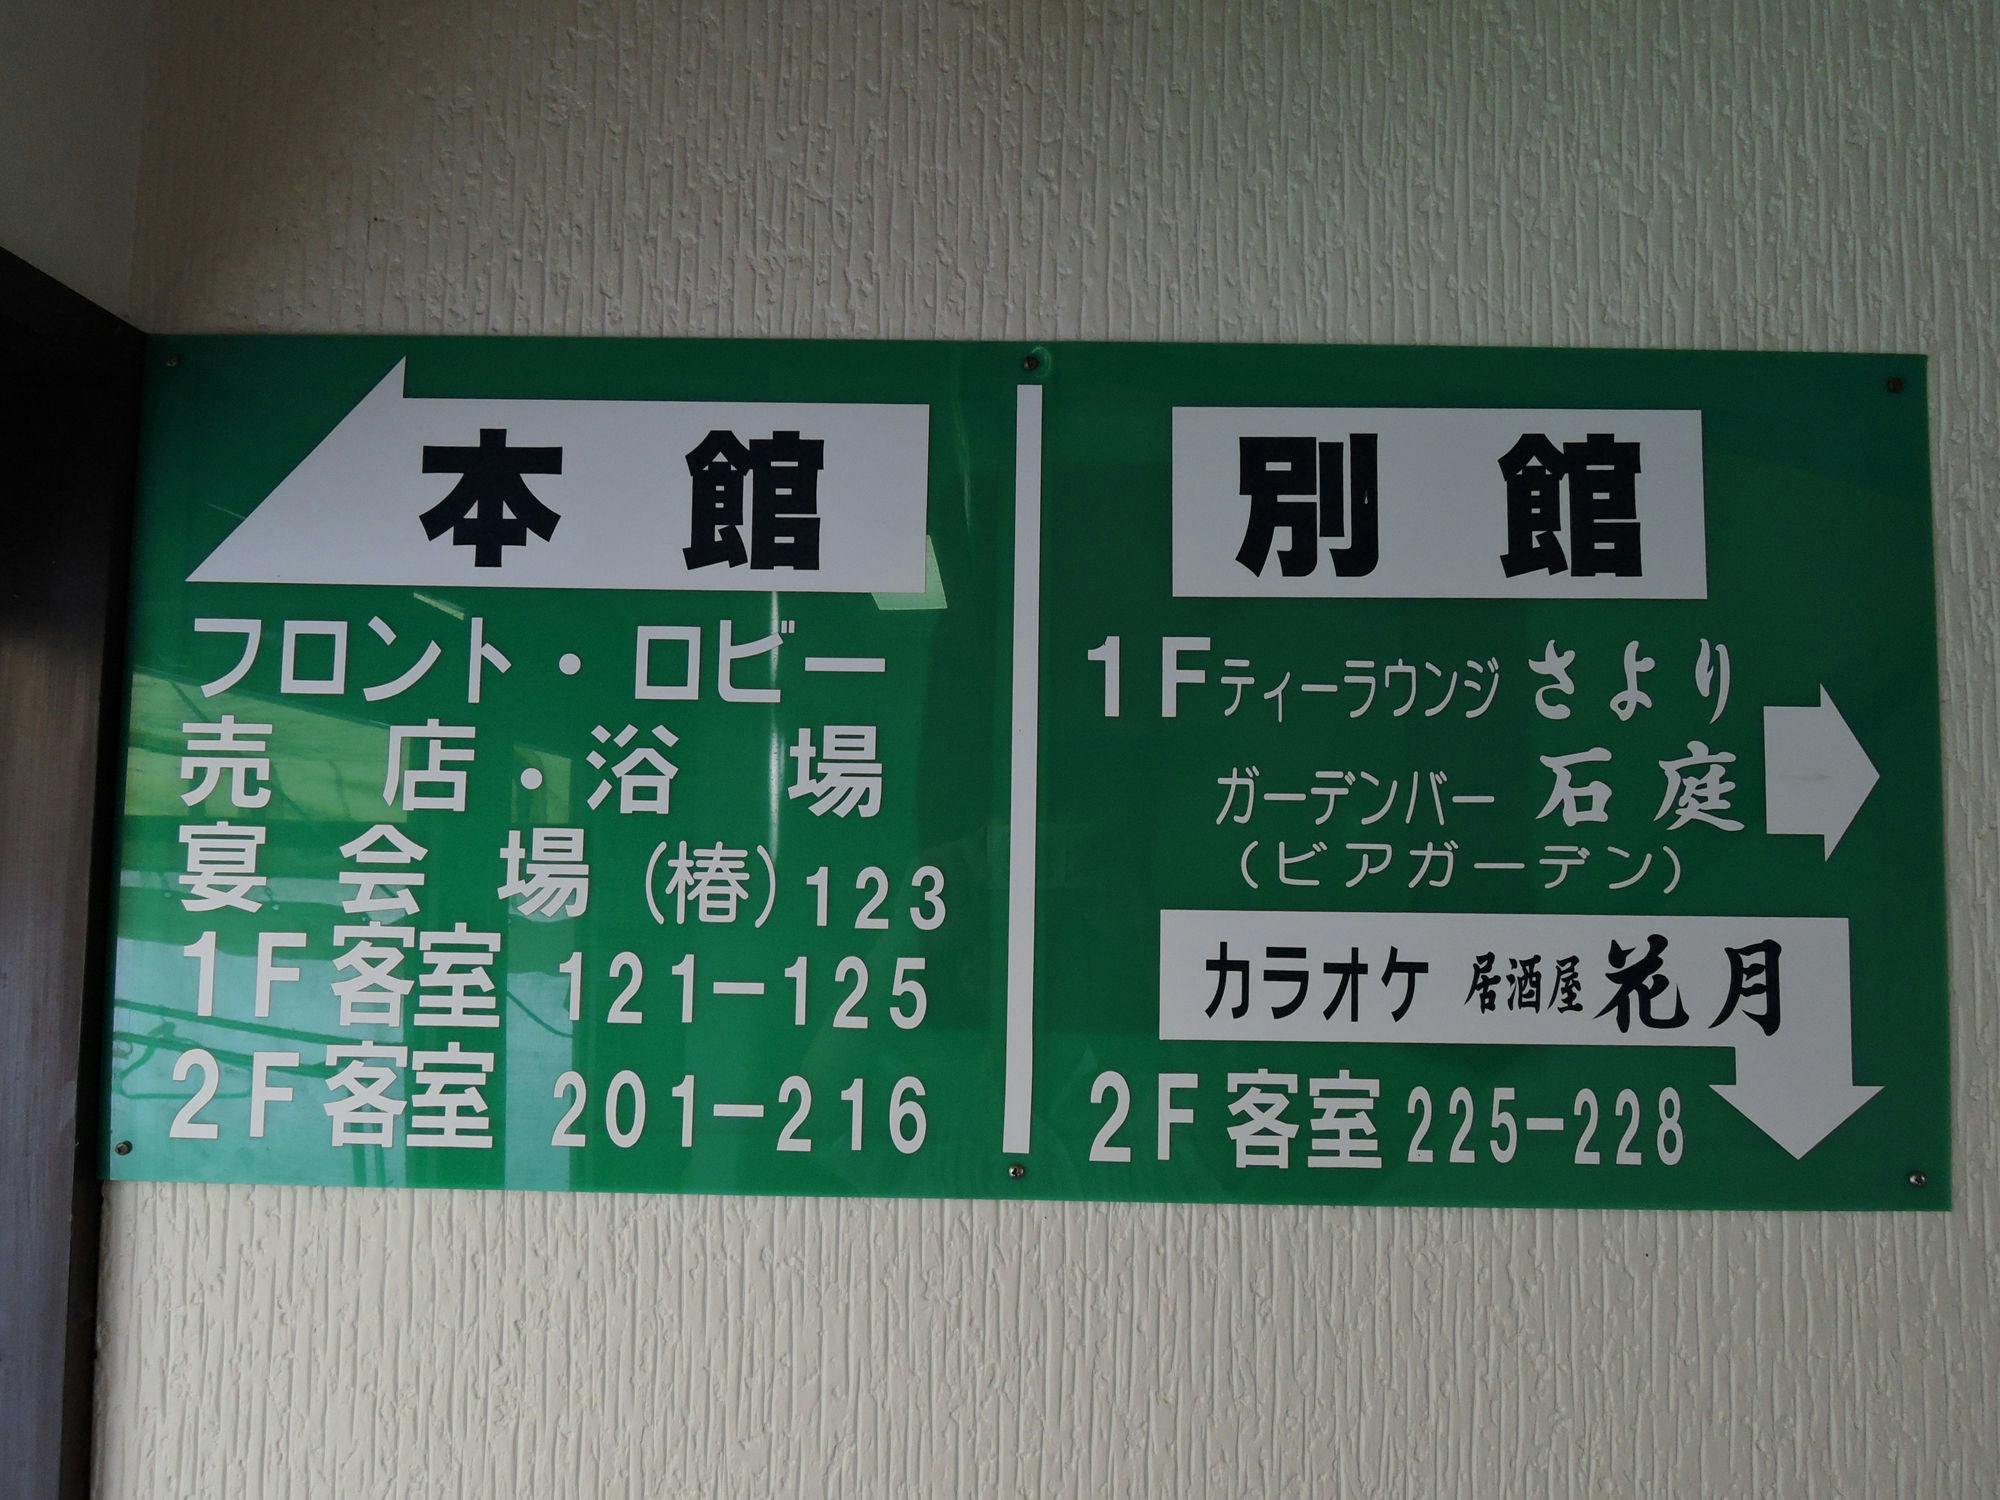 本館
フロント・ロビー
売店・浴場
宴会場(椿)123
1F客室 121-125
2F客室 201-216
別館
1Fティーラウンジ さより
ガーデンバー 石庭
(ビアガーデン)
カラオケ 居酒屋 花月
2F客室 225-228